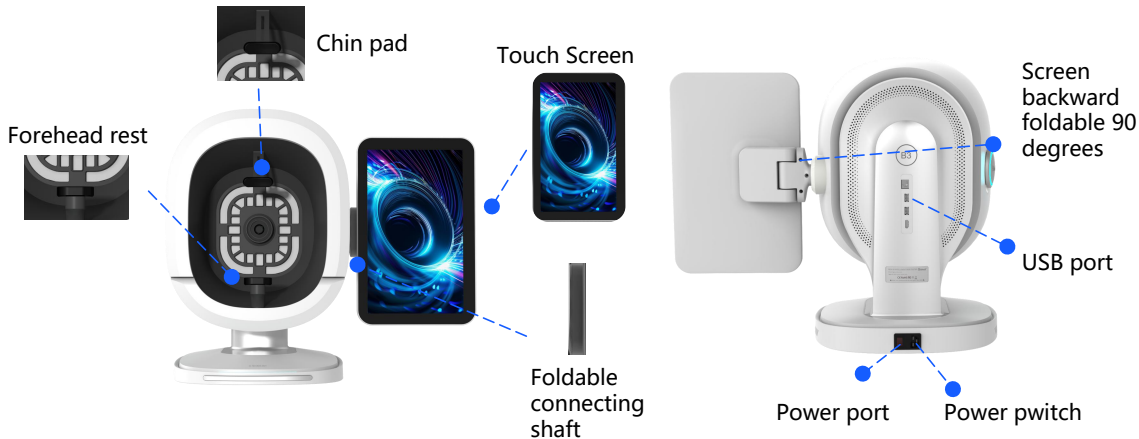 Chin pad
Touch Screen
Forehead rest
Screen
backward
foldable 90
degrees
B3
USB port
Foldable
connecting
shaft
Power port
Power pwitch